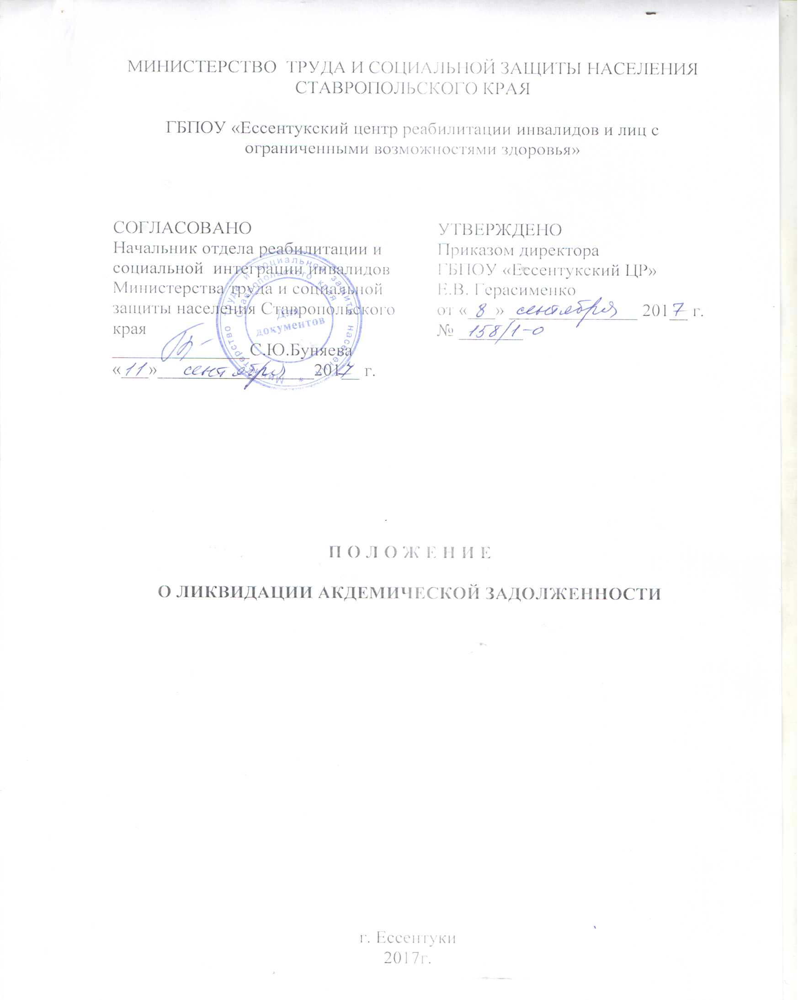 МИНИСТЕРСТВО ТРУДА И СОЦИАЛЬНОЙ ЗАЩИТЫ НАСЕЛЕНИЯ
СТАВРОПОЛЬСКОГО КРАЯ
ГБПОУ «Ессентукский центр реабилитации инвалидов и лиц с
ограниченными возможностями здоровья»
СОГЛАСОВАНО
Начальник отдела реабилитации и
социальной интеграции инвалидов
Министерства труда и социальной
защиты населения Ставропольского
края
С.Ю.Буняева
«11» сентября 2017 г.
УТВЕРЖДЕНО
Приказом директора
ГБПОУ «Ессентукский ЦР»
Е.В. Герасименко
от «8» сентября 2017 г.
№ 158/1-о
Министерство труда и социальной защиты населения
Ставропольского края
Для
документов
П О Л О Ж Е Н И Е
О ЛИКВИДАЦИИ АКДЕМИЧЕСКОЙ ЗАДОЛЖЕННОСТИ
г. Ессентуки
2017г.